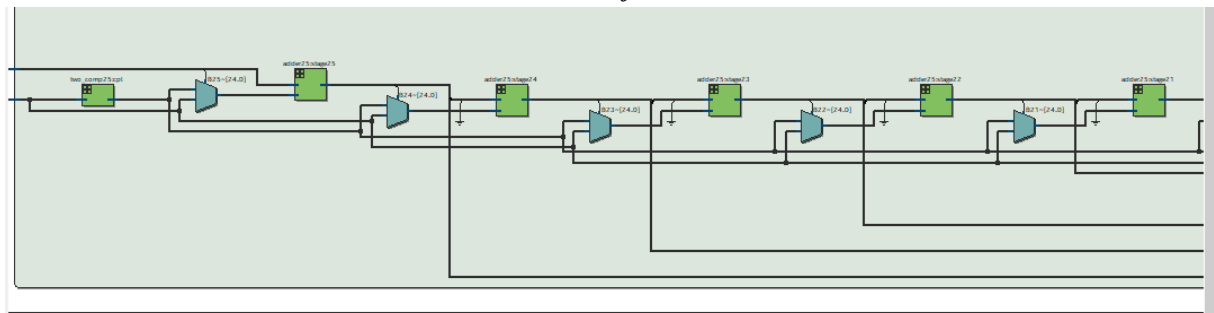 two_comp25:cpl
B25~[24.0]
adder25:stage25
B24~[24.0]
adder25:stage24
B23~[24.0]
adder25:stage23
B22~[24.0]
adder25:stage22
B21~[24.0]
adder25:stage21